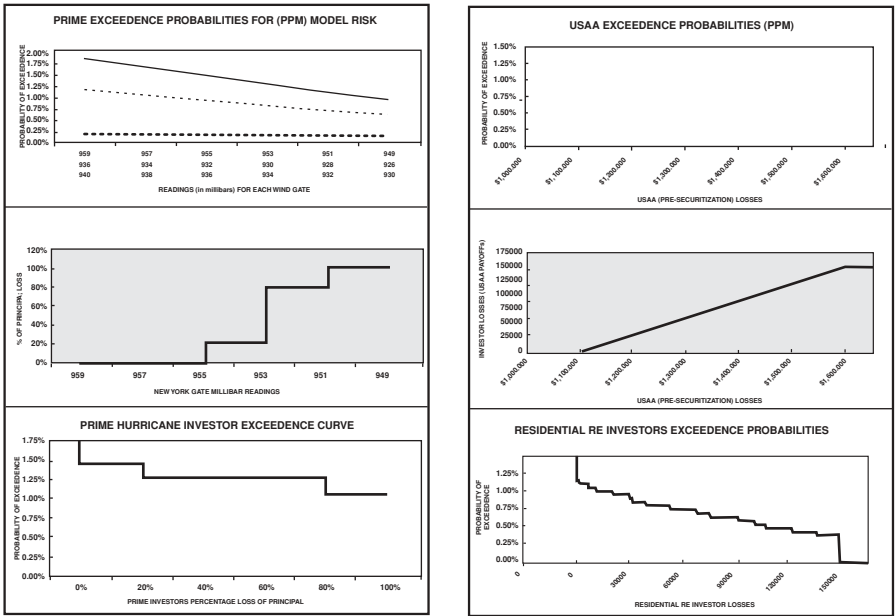 PRIME EXCEEDENCE PROBABILITIES FOR (PPM) MODEL RISK
PROBABILITY OF EXCEEDENCE
2.00%
1.75%
1.50%
1.25%
1.00%
0.75%
0.50%
0.25%
0.00%
959 957 955 953 951 949
936 934 932 930 928 926
940 938 936 934 932 930
READINGS (in millibars) FOR EACH WIND GATE
% OF PRINCIPA; LOSS
120%
100%
80%
60%
40%
20%
0%
959 957 955 953 951 949
NEW YORK GATE MILLIBAR READINGS
PRIME HURRICANE INVESTOR EXCEEDENCE CURVE
PROBABILITY OF EXCEEDENCE
1.75%
1.50%
1.25%
1.00%
0.75%
0.50%
0.25%
0.00%
0% 20% 40% 60% 80% 100%
PRIME INVESTORS PERCENTAGE LOSS OF PRINCIPAL
USAA EXCEEDENCE PROBABILITIES (PPM)
PROBABILITY OF EXCEEDENCE
1.50%
1.25%
1.00%
0.75%
0.50%
0.25%
0.00%
$1,000.000 $1,100.000 $1,200.000 $1,300.000 $1,400.000 $1,500.000 $1,600.000
USAA (PRE-SECURITIZATION) LOSSES
INVESTOR LOSSES (USAA PAYOFFs)
175000
150000
125000
100000
75000
50000
25000
0
$1,000.000 $1,100.000 $1,200.000 $1,300.000 $1,400.000 $1,500.000 $1,600.000
USAA (PRE-SECURITIZATION) LOSSES
RESIDENTIAL RE INVESTORS EXCEEDENCE PROBABILITIES
PROBABILITY OF
EXCEEDENCE
1.25%
1.00%
0.75%
0.50%
0.25%
0.00%
0 0 30000 60000 90000 120000 150000
RESIDENTIAL RE INVESTOR LOSSES